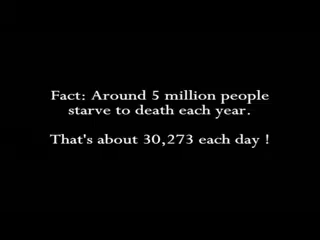 Fact: Around 5 million people
starve to death each year.
That's about 30,273 each day !